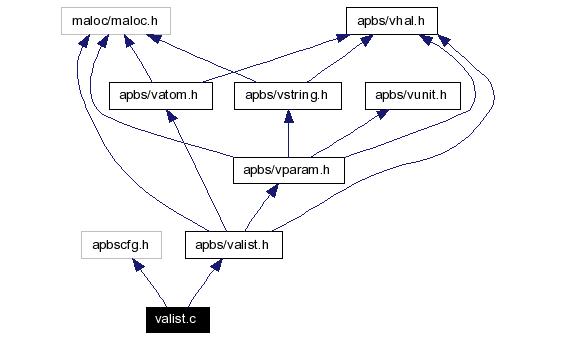 maloc/maloc.h
apbs/vhal.h
apbs/vatom.h
apbs/vstring.h
apbs/vunit.h
apbs/vparam.h
apbscfg.h
apbs/valist.h
valist.c